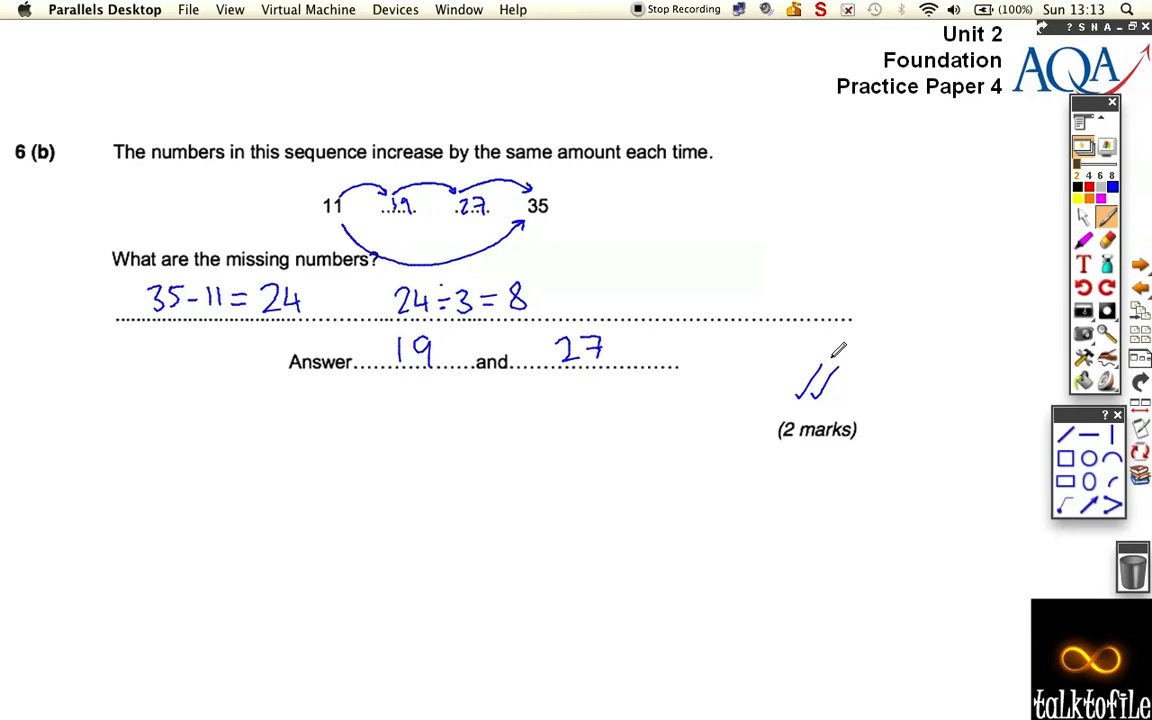 Parallels Desktop File View Virtual Machine Devices Window Help Stop Recording S (100%) Sun 13:13
? S N A
Unit 2
Foundation
Practice Paper 4
AQA
2 4 6 8
T
6 (b) The numbers in this sequence increase by the same amount each time.
11 ...19... ...27... 35
What are the missing numbers?
35-11=24 24÷3=8
Answer 19 and 27
(2 marks)
?
talktofile